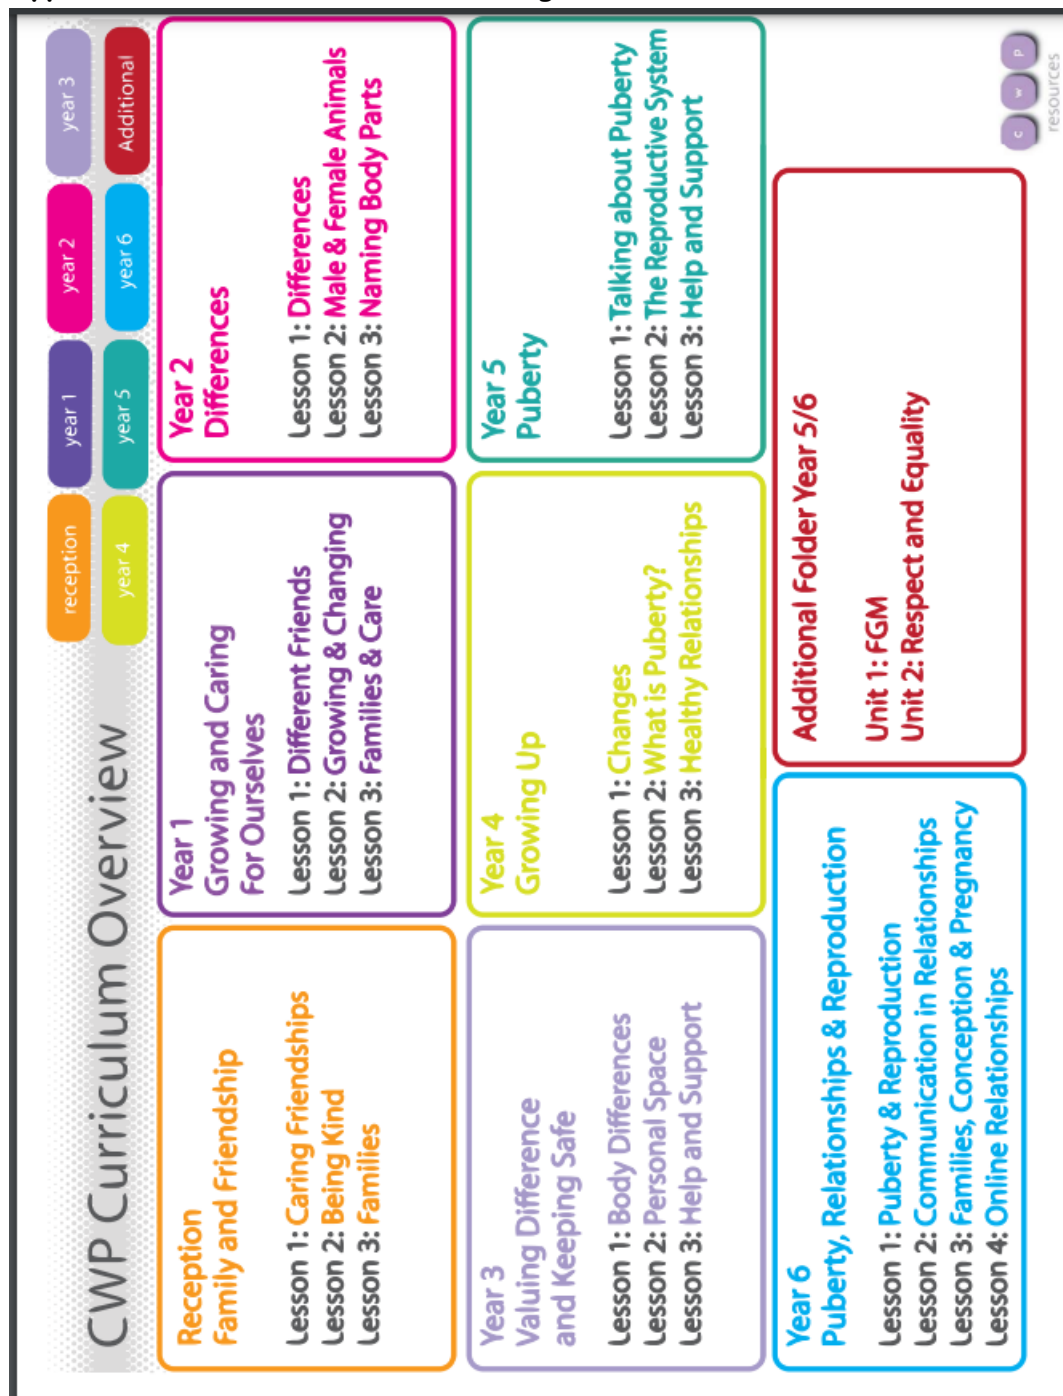 CWP Curriculum Overview
reception
year 1
year 2
year 3
year 4
year 5
year 6
Additional
Reception
Family and Friendship
Lesson 1: Caring Friendships
Lesson 2: Being Kind
Lesson 3: Families
Year 1
Growing and Caring
For Ourselves
Lesson 1: Different Friends
Lesson 2: Growing & Changing
Lesson 3: Families & Care
Year 2
Differences
Lesson 1: Differences
Lesson 2: Male & Female Animals
Lesson 3: Naming Body Parts
Year 3
Valuing Difference
and Keeping Safe
Lesson 1: Body Differences
Lesson 2: Personal Space
Lesson 3: Help and Support
Year 4
Growing Up
Lesson 1: Changes
Lesson 2: What is Puberty?
Lesson 3: Healthy Relationships
Year 5
Puberty
Lesson 1: Talking about Puberty
Lesson 2: The Reproductive System
Lesson 3: Help and Support
Year 6
Puberty, Relationships & Reproduction
Lesson 1: Puberty & Reproduction
Lesson 2: Communication in Relationships
Lesson 3: Families, Conception & Pregnancy
Lesson 4: Online Relationships
Additional Folder Year 5/6
Unit 1: FGM
Unit 2: Respect and Equality
c w p
resources